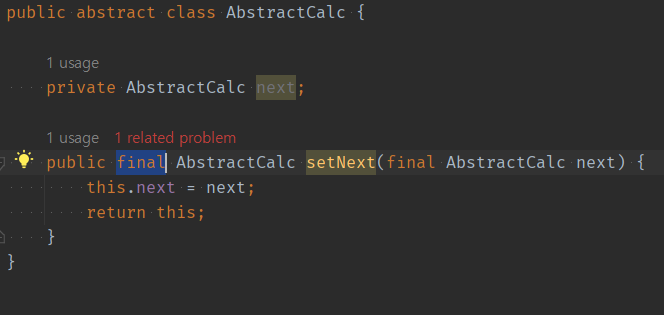 public abstract class AbstractCalc {
1 usage
private AbstractCalc next;
1 usage 1 related problem
public final AbstractCalc setNext(final AbstractCalc next) {
this.next = next;
return this;
}
}